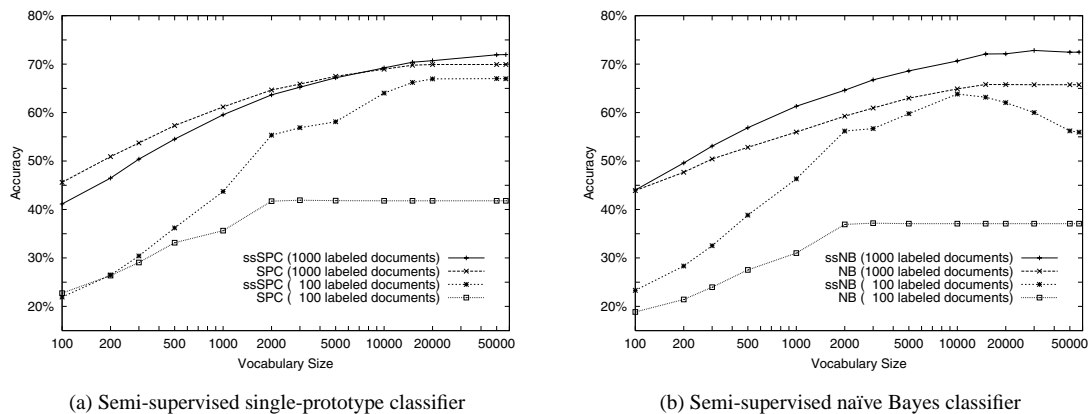 80%
70%
60%
50%
40%
30%
20%
Accuracy
100 200 500 1000 2000 5000 10000 20000 50000
Vocabulary Size
ssSPC (1000 labeled documents)
SPC (1000 labeled documents)
ssSPC ( 100 labeled documents)
SPC ( 100 labeled documents)
(a) Semi-supervised single-prototype classifier
80%
70%
60%
50%
40%
30%
20%
Accuracy
100 200 500 1000 2000 5000 10000 20000 50000
Vocabulary Size
ssNB (1000 labeled documents)
NB (1000 labeled documents)
ssNB ( 100 labeled documents)
NB ( 100 labeled documents)
(b) Semi-supervised naïve Bayes classifier